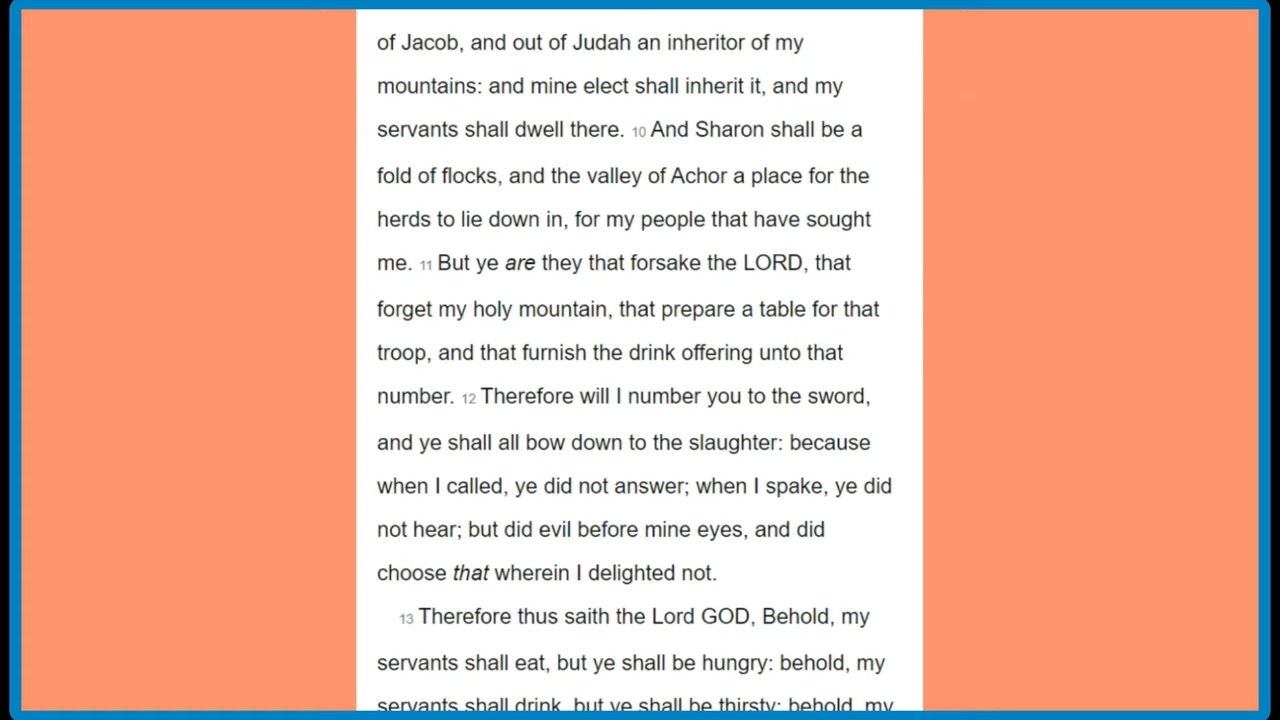 of Jacob, and out of Judah an inheritor of my
mountains: and mine elect shall inherit it, and my
servants shall dwell there. 10 And Sharon shall be a
fold of flocks, and the valley of Achor a place for the
herds to lie down in, for my people that have sought
me. 11 But ye are they that forsake the LORD, that
forget my holy mountain, that prepare a table for that
troop, and that furnish the drink offering unto that
number. 12 Therefore will I number you to the sword,
and ye shall all bow down to the slaughter: because
when I called, ye did not answer; when I spake, ye did
not hear; but did evil before mine eyes, and did
choose that wherein I delighted not.
13 Therefore thus saith the Lord GOD, Behold, my
servants shall eat, but ye shall be hungry: behold, my
servants shall drink, but ye shall be thirsty: behold, my